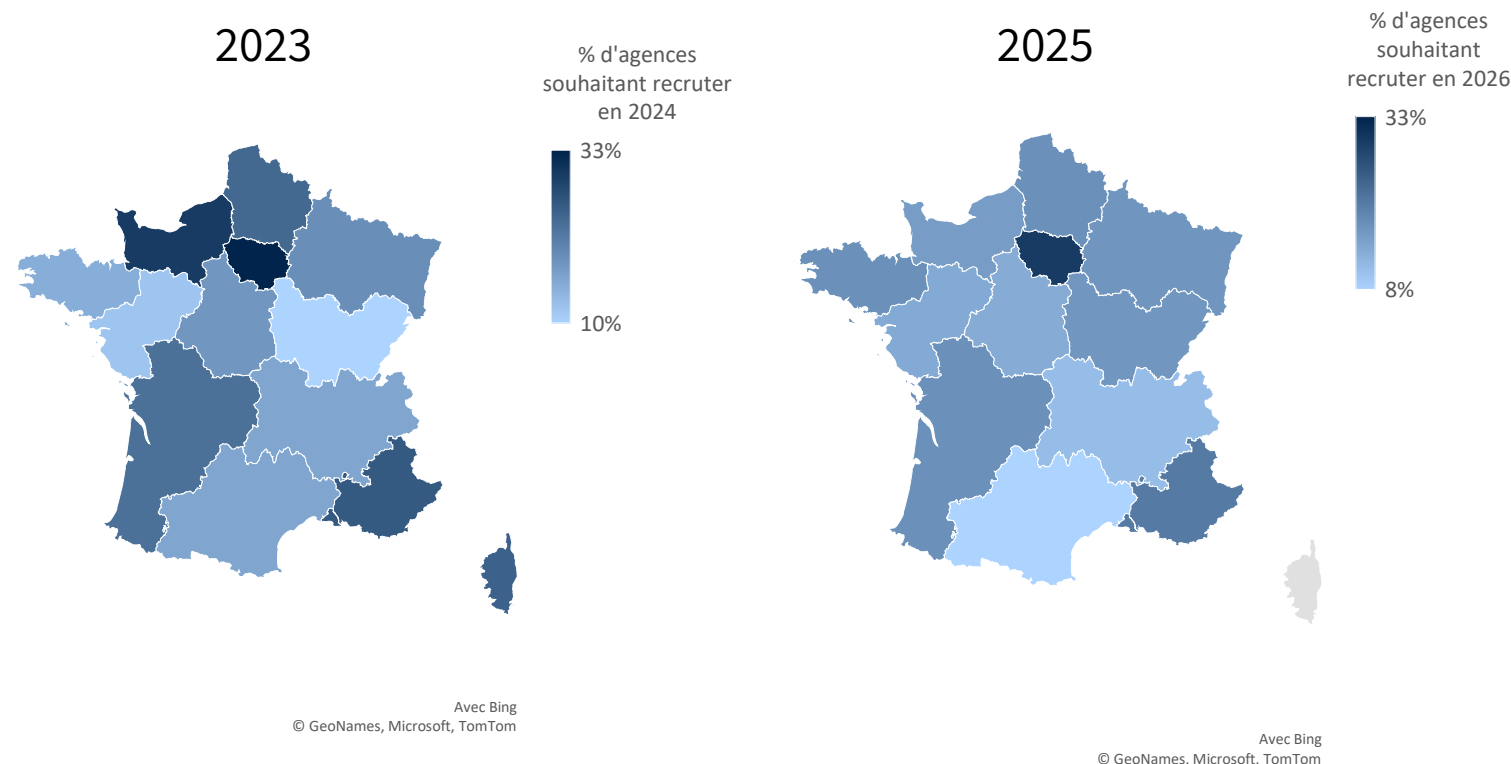 2023
% d'agences
souhaitant recruter
en 2024
33%
10%
Avec Bing
© GeoNames, Microsoft, TomTom
2025
% d'agences
souhaitant
recruter en 2026
33%
8%
Avec Bing
© GeoNames, Microsoft, TomTom